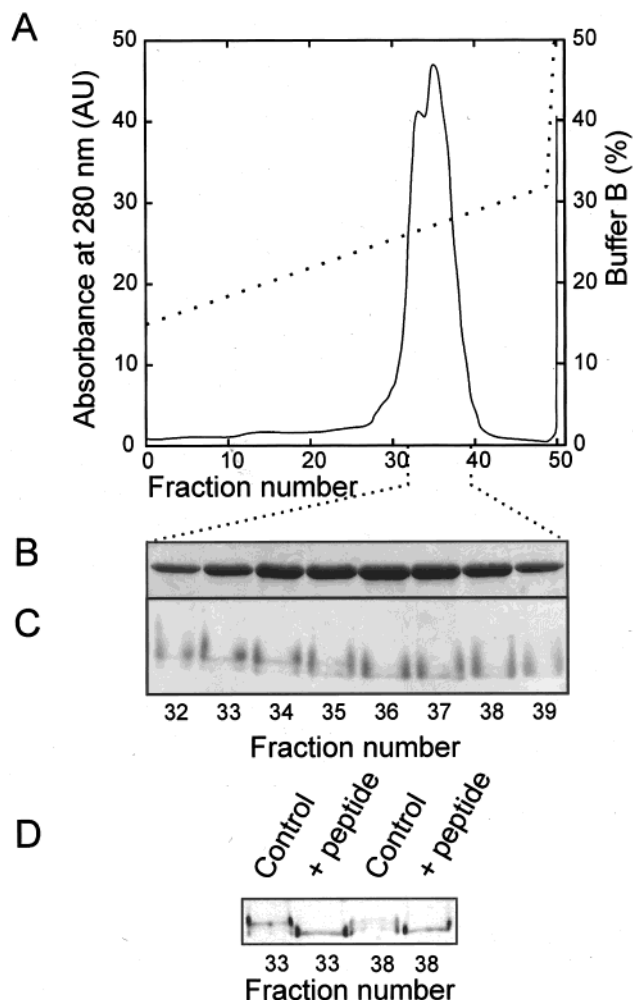 A
Absorbance at 280 nm (AU)
50
40
30
20
10
0
50
40
30
20
10
0
Buffer B (%)
0 10 20 30 40 50
Fraction number
B
C
32 33 34 35 36 37 38 39
Fraction number
D
Control + peptide Control + peptide
33 33 38 38
Fraction number